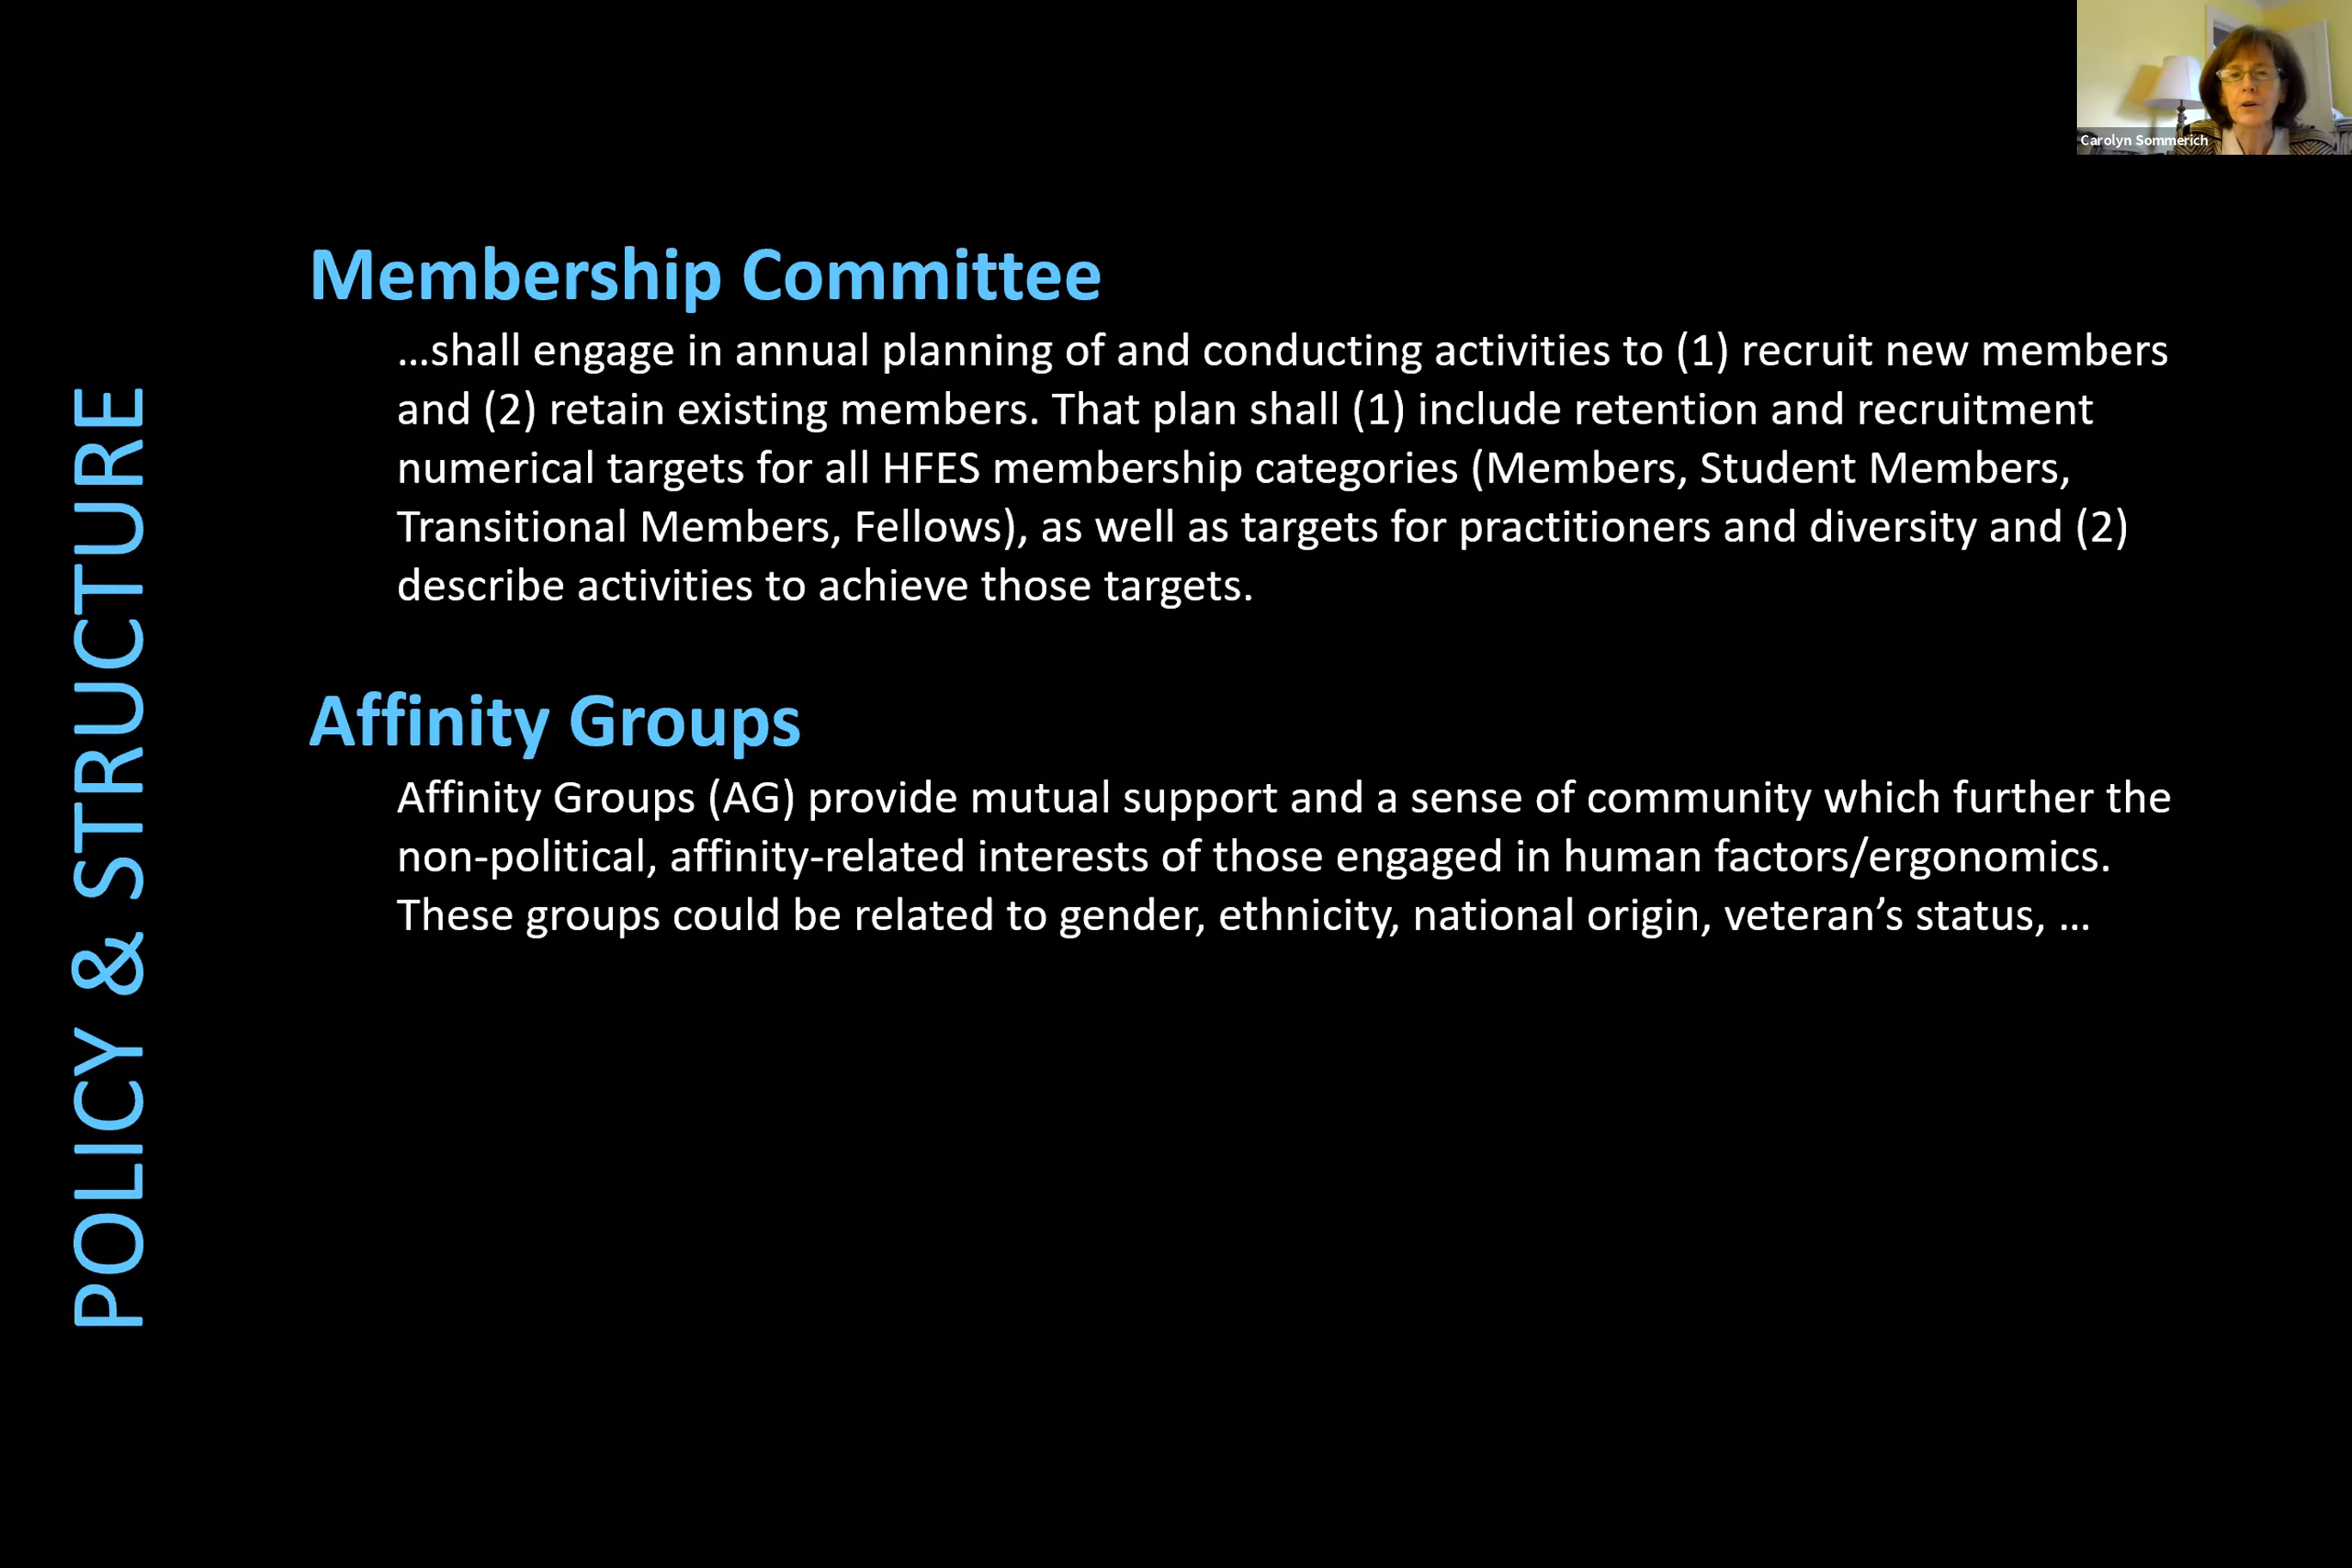 Carolyn Sommerich
POLICY & STRUCTURE
Membership Committee
...shall engage in annual planning of and conducting activities to (1) recruit new members
and (2) retain existing members. That plan shall (1) include retention and recruitment
numerical targets for all HFES membership categories (Members, Student Members,
Transitional Members, Fellows), as well as targets for practitioners and diversity and (2)
describe activities to achieve those targets.
Affinity Groups
Affinity Groups (AG) provide mutual support and a sense of community which further the
non-political, affinity-related interests of those engaged in human factors/ergonomics.
These groups could be related to gender, ethnicity, national origin, veteran’s status, ...